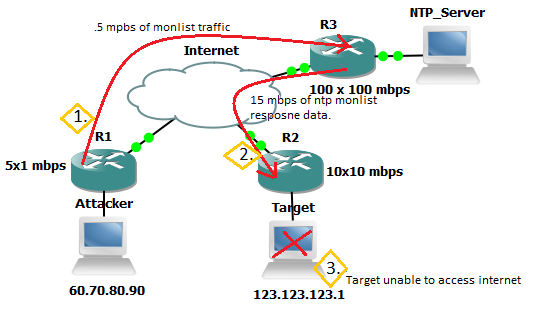 .5 mpbs of monlist traffic
R3
NTP_Server
Internet
100 x 100 mbps
15 mbps of ntp monlist
resposne data.
1.
R1
2.
R2
5x1 mbps
10x10 mbps
Attacker
Target
3.
Target unable to access internet
60.70.80.90
123.123.123.1